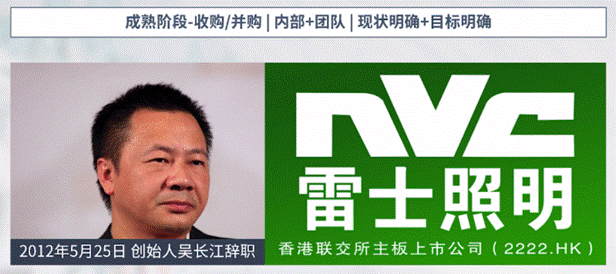 成熟阶段-收购/并购 | 内部+团队 | 现状明确+目标明确
2012年5月25日 创始人吴长江辞职
nVC
雷士照明
香港联交所主板上市公司（2222.HK）